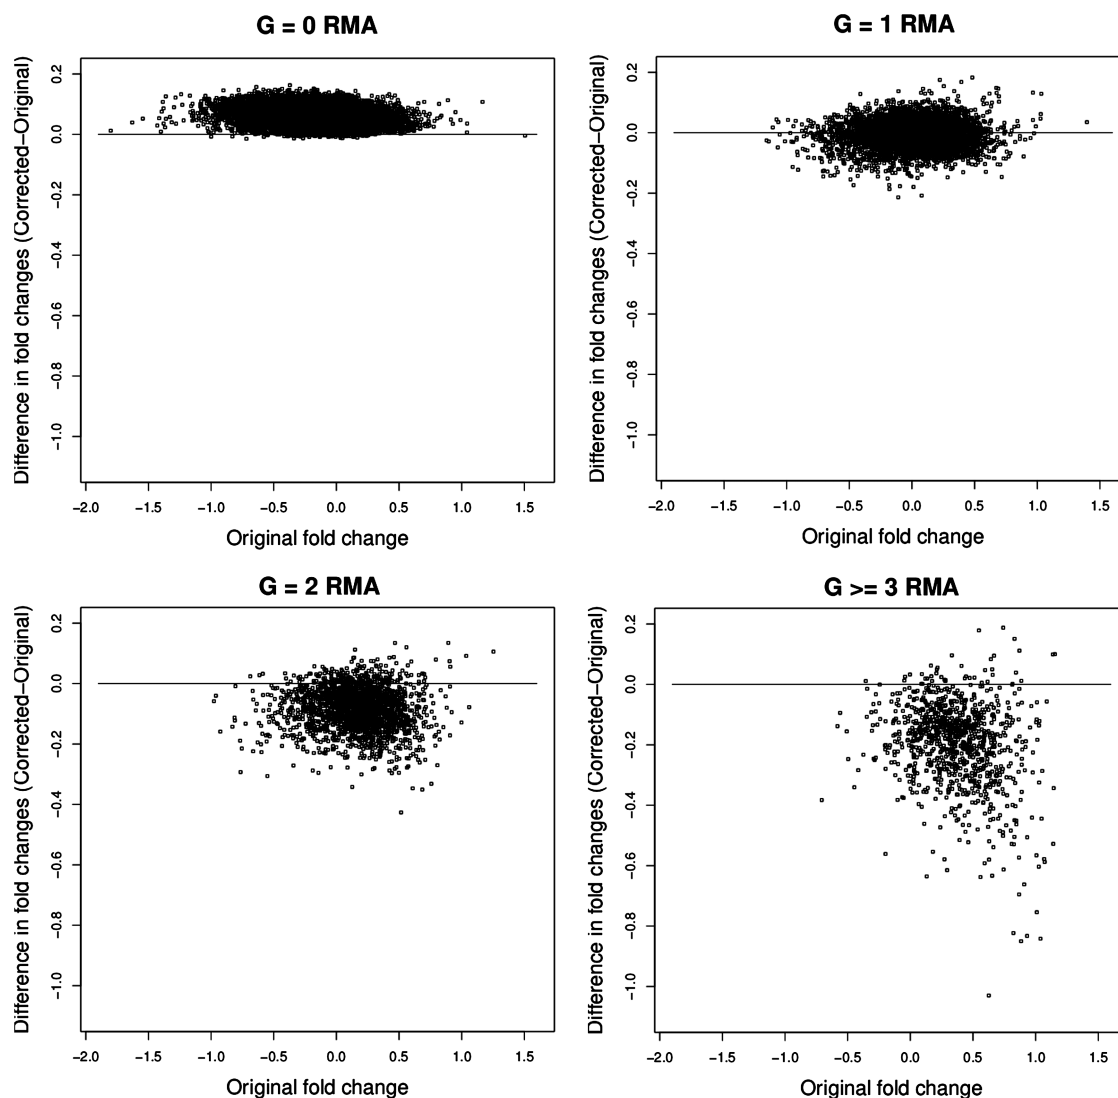 G = 0 RMA
Difference in fold changes (Corrected−Original)
0.2
0.0
−0.2
−0.4
−0.6
−0.8
−1.0
−2.0 −1.5 −1.0 −0.5 0.0 0.5 1.0 1.5
Original fold change
G = 1 RMA
Difference in fold changes (Corrected−Original)
0.2
0.0
−0.2
−0.4
−0.6
−0.8
−1.0
−2.0 −1.5 −1.0 −0.5 0.0 0.5 1.0 1.5
Original fold change
G = 2 RMA
Difference in fold changes (Corrected−Original)
0.2
0.0
−0.2
−0.4
−0.6
−0.8
−1.0
−2.0 −1.5 −1.0 −0.5 0.0 0.5 1.0 1.5
Original fold change
G >= 3 RMA
Difference in fold changes (Corrected−Original)
0.2
0.0
−0.2
−0.4
−0.6
−0.8
−1.0
−2.0 −1.5 −1.0 −0.5 0.0 0.5 1.0 1.5
Original fold change